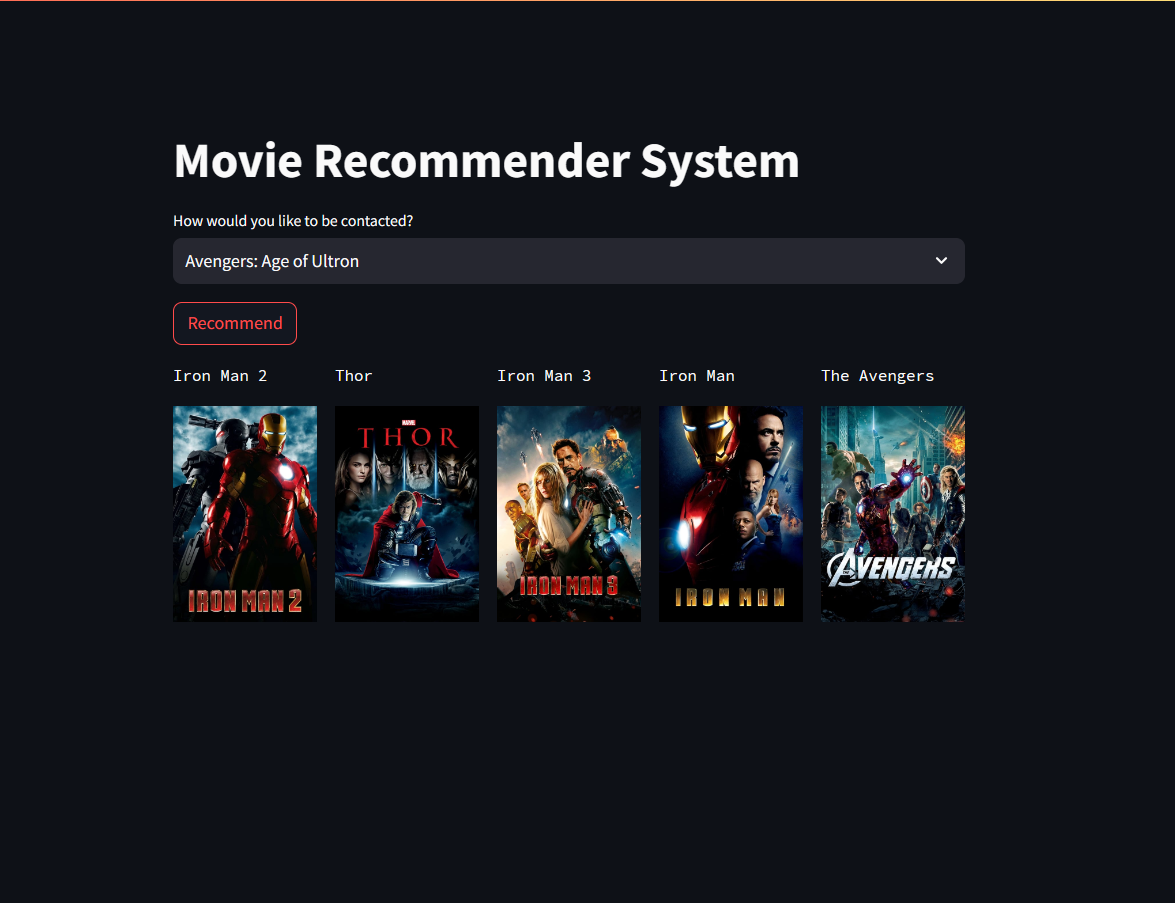 Movie Recommender System
How would you like to be contacted?
Avengers: Age of Ultron
Recommend
Iron Man 2
Thor
Iron Man 3
Iron Man
The Avengers
IRON MAN 2
MARVEL
THOR
IRON MAN 3
IRON MAN
AVENGERS